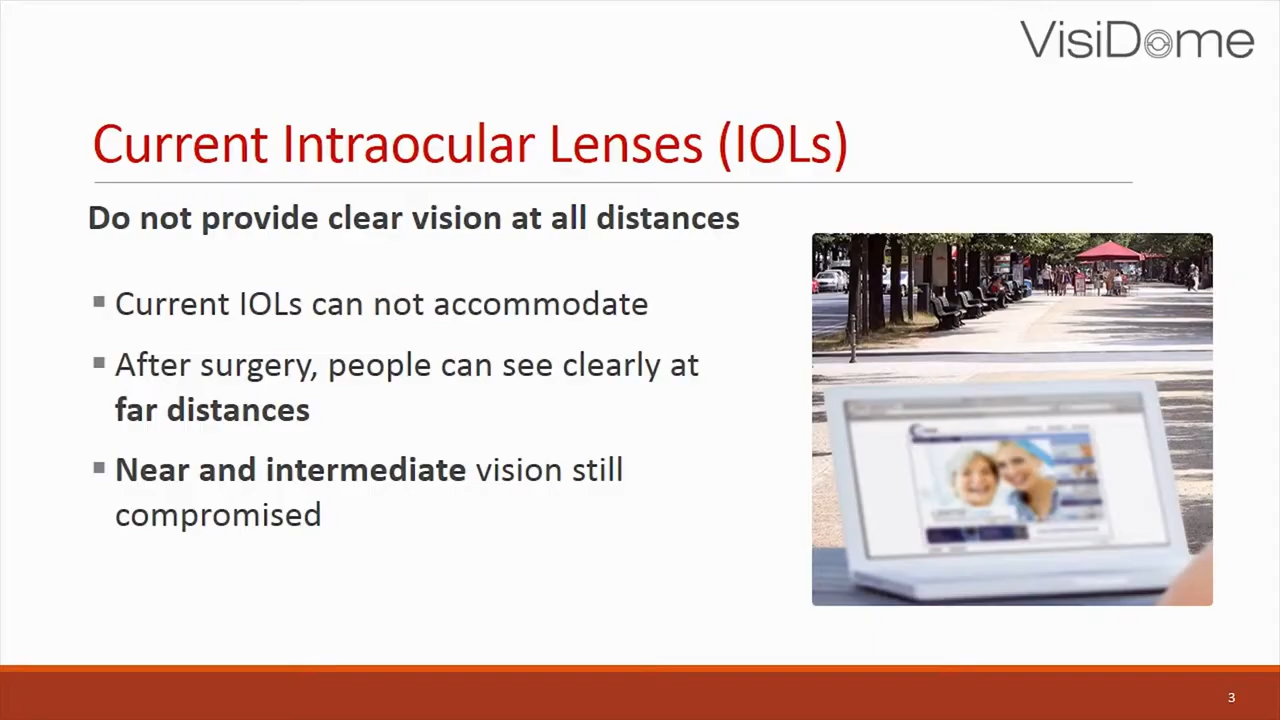 VisiDome
Current Intraocular Lenses (IOLs)
Do not provide clear vision at all distances
Current IOLs can not accommodate
After surgery, people can see clearly at
far distances
Near and intermediate vision still
compromised
3